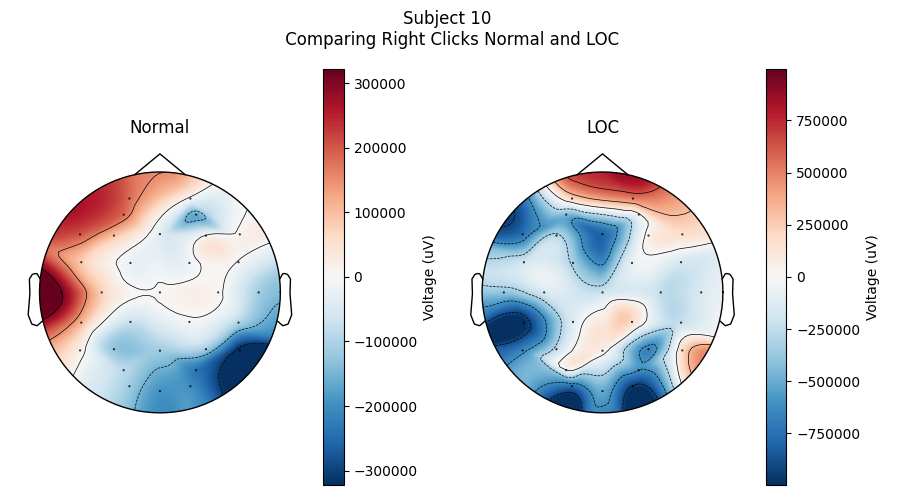 Subject 10
Comparing Right Clicks Normal and LOC
Normal
LOC
300000
200000
100000
0
−100000
−200000
−300000
Voltage (uV)
750000
500000
250000
0
−250000
−500000
−750000
Voltage (uV)